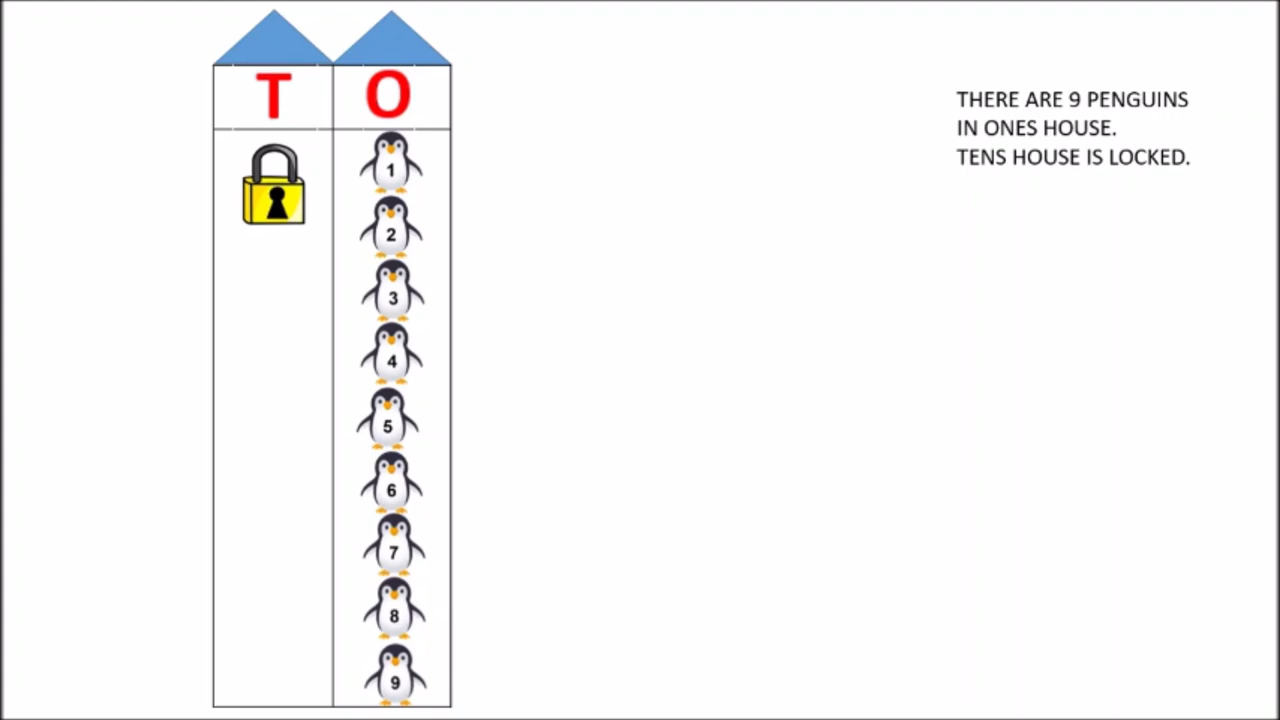 T O
1
2
3
4
5
6
7
8
9
THERE ARE 9 PENGUINS
IN ONES HOUSE.
TENS HOUSE IS LOCKED.